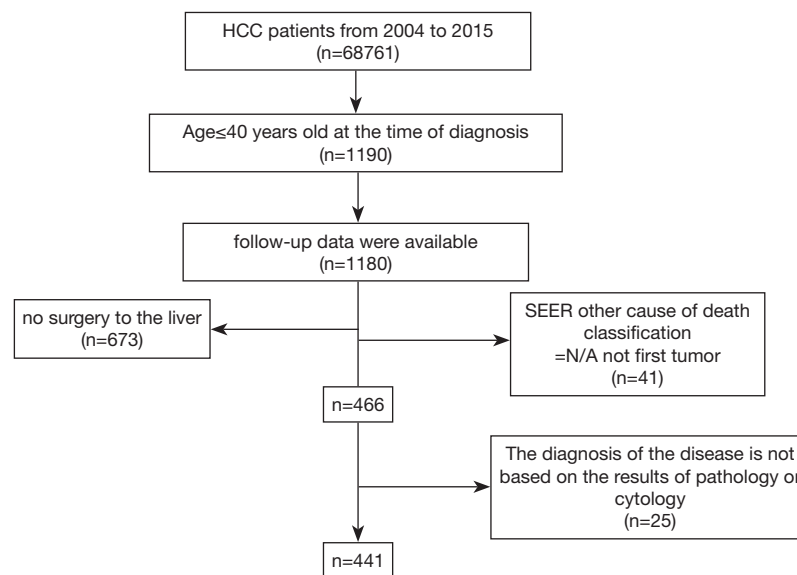 HCC patients from 2004 to 2015
(n=68761)
Age≤40 years old at the time of diagnosis
(n=1190)
follow-up data were available
(n=1180)
no surgery to the liver
(n=673)
SEER other cause of death
classification
=N/A not first tumor
(n=41)
n=466
The diagnosis of the disease is not
based on the results of pathology or
cytology
(n=25)
n=441